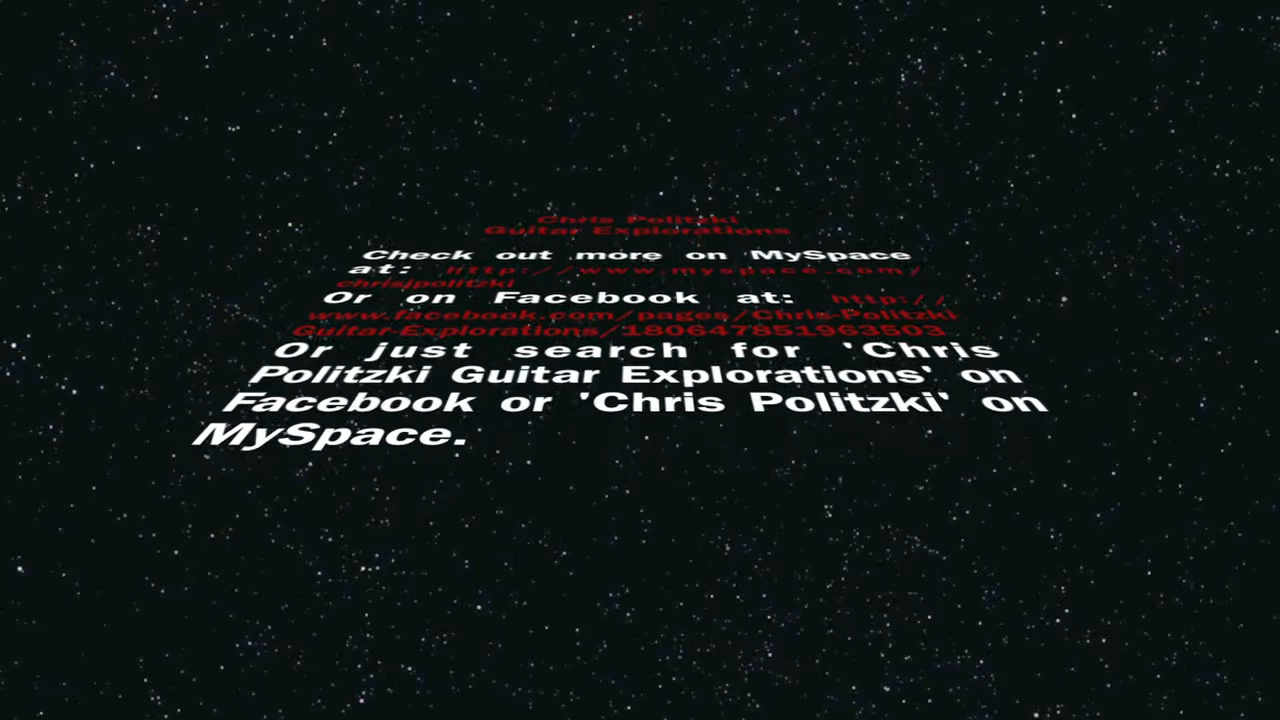 Chris Politzki
Guitar Explorations
Check out more on MySpace
at: http://www.myspace.com/
chrisjpolitzki
Or on Facebook at: http://
www.facebook.com/pages/Chris-Politzki
Guitar-Explorations/180647851963503
Or just search for 'Chris
Politzki Guitar Explorations' on
Facebook or 'Chris Politzki' on
MySpace.